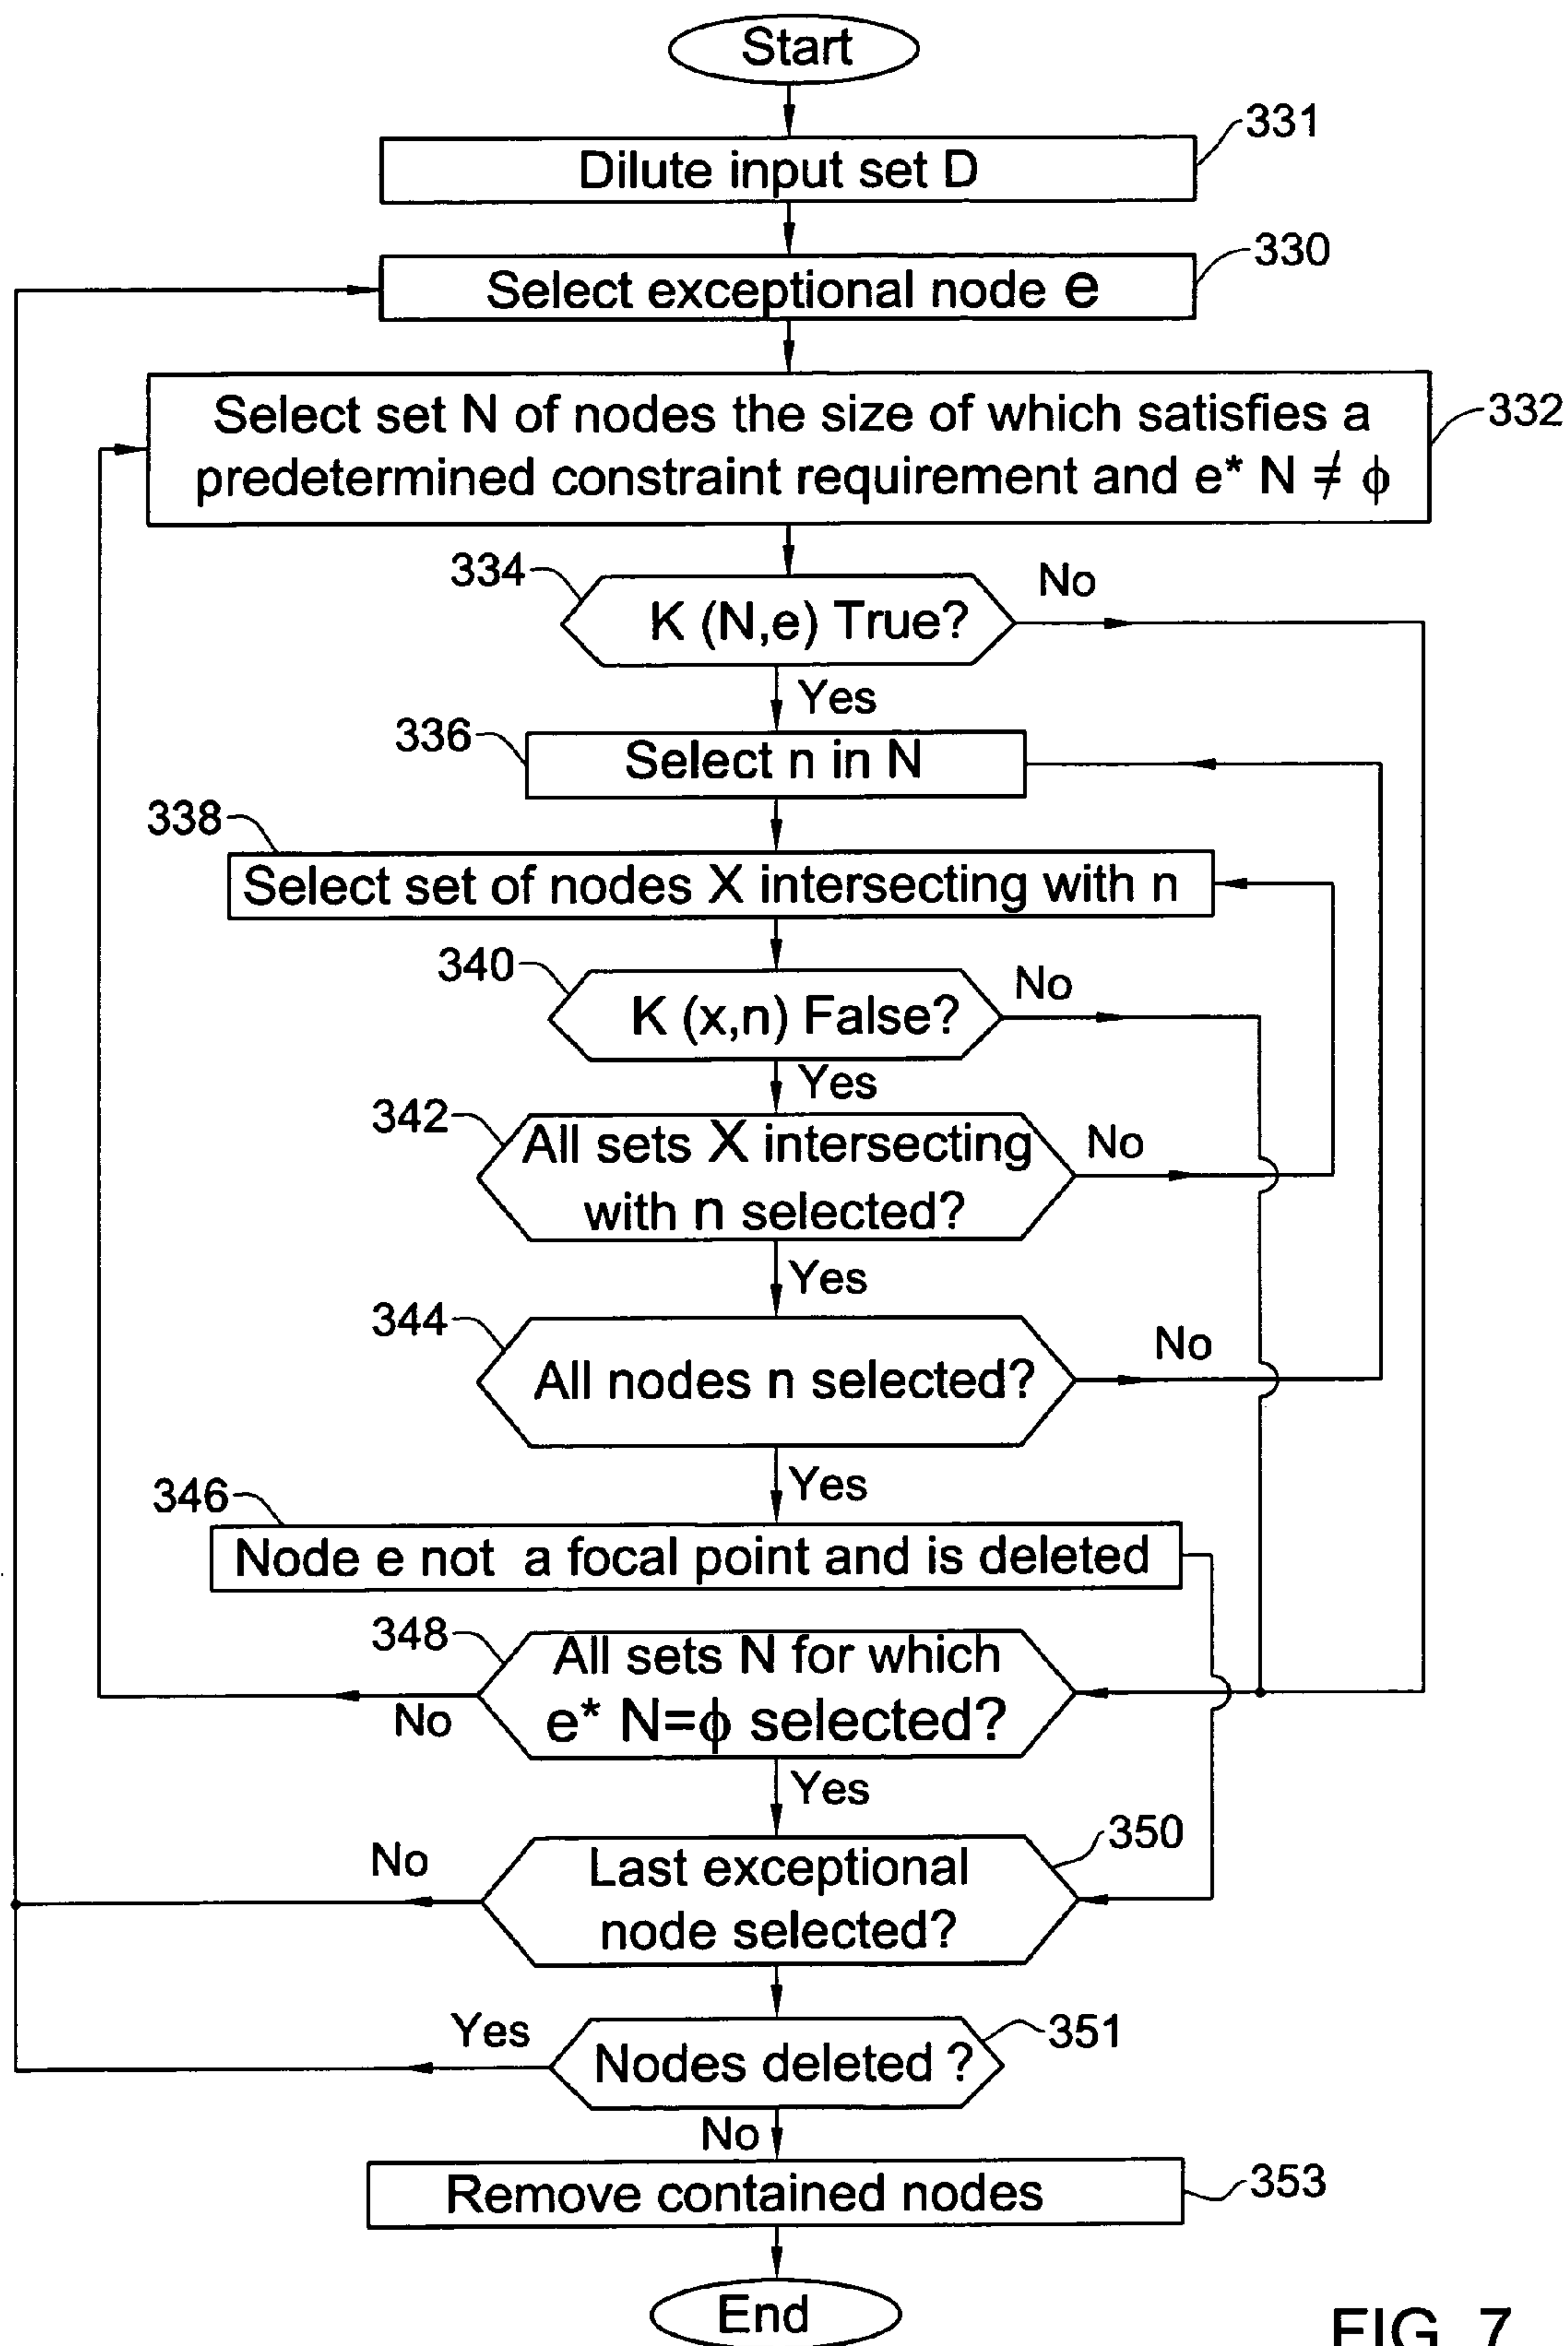 Start
331
Dilute input set D
330
Select exceptional node e
332
Select set N of nodes the size of which satisfies a
predetermined constraint requirement and e* N ≠ ϕ
334
K (N,e) True?
No
Yes
336
Select n in N
338
Select set of nodes X intersecting with n
340
K (x,n) False?
No
Yes
342
All sets X intersecting
with n selected?
No
Yes
344
All nodes n selected?
No
Yes
346
Node e not a focal point and is deleted
348
All sets N for which
e* N=ϕ selected?
No
Yes
350
Last exceptional
node selected?
No
351
Nodes deleted ?
Yes
No
353
Remove contained nodes
End
FIG. 7